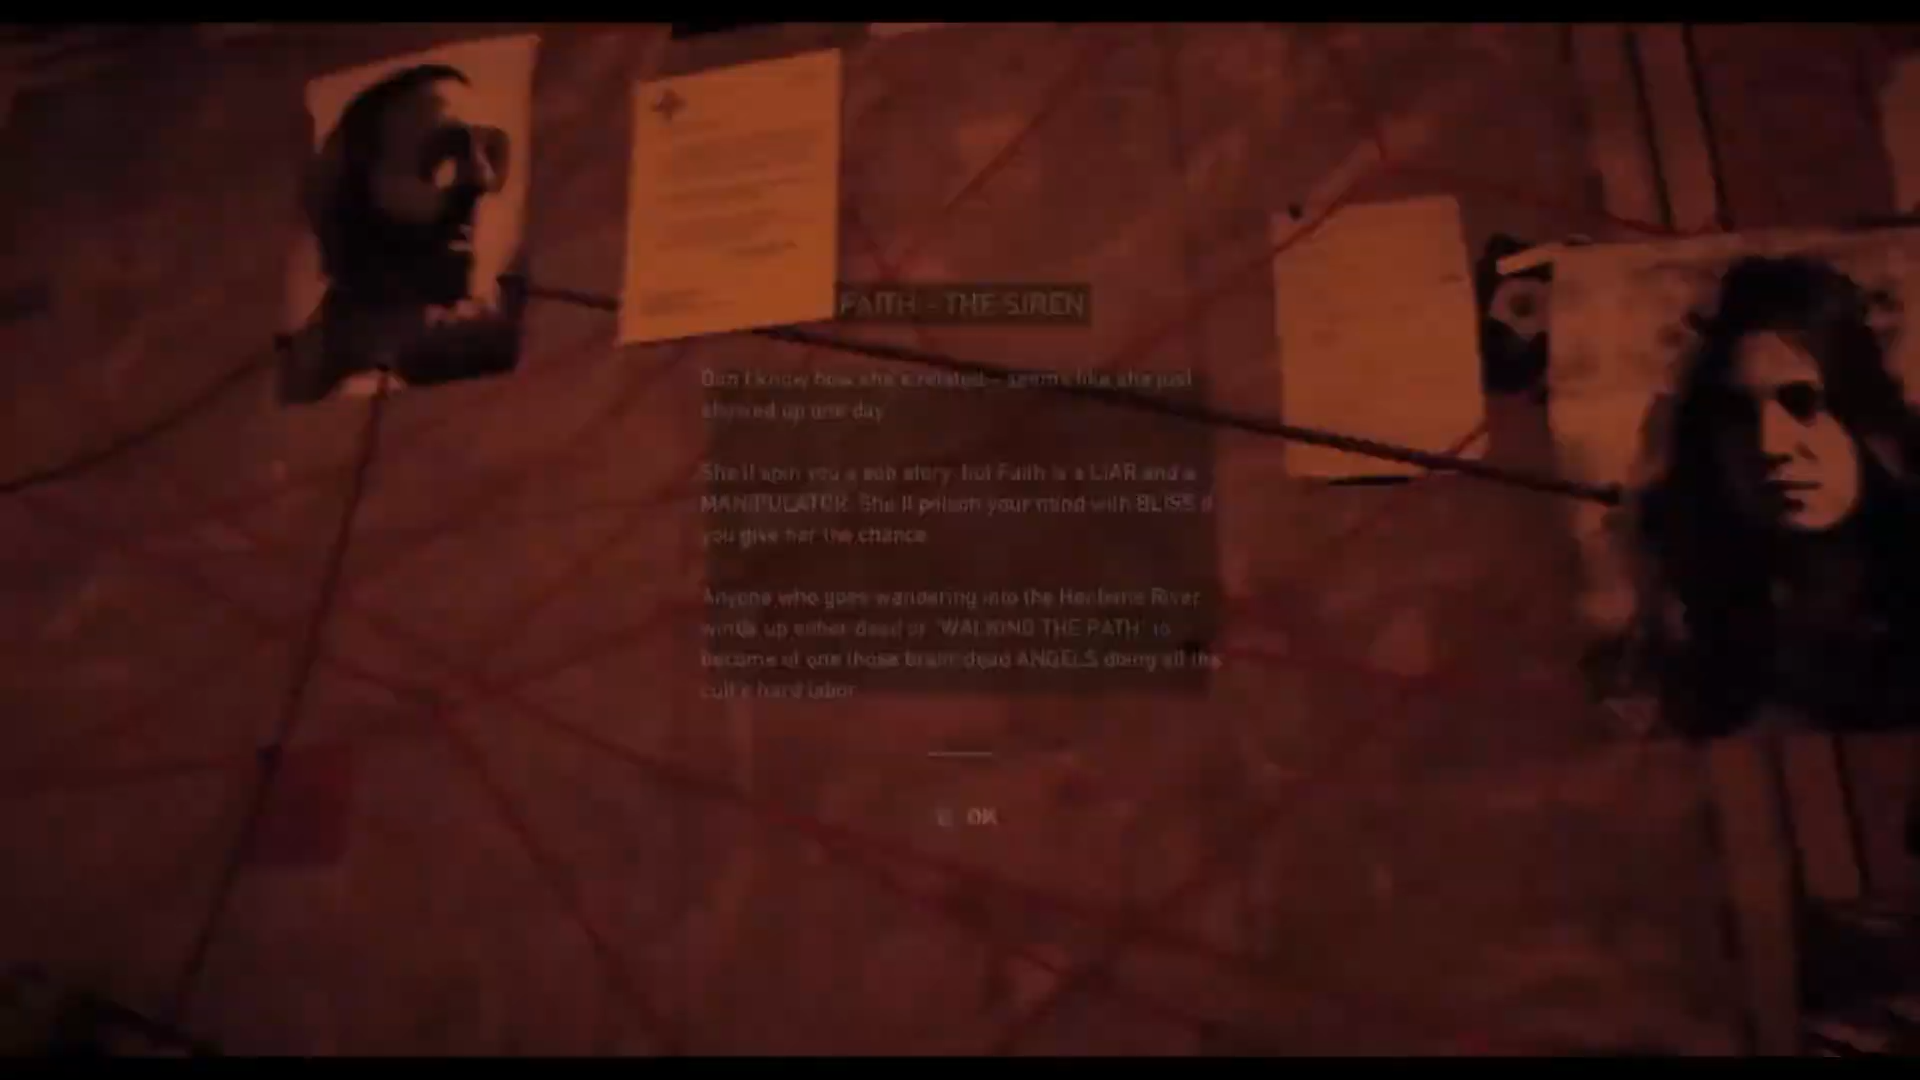 FAITH - THE SIREN
Don't know how she's related - seems like she just
showed up one day.
She'll spin you a sob story, but Faith is a LIAR and a
MANIPULATOR. She'll poison your mind with BLISS if
you give her the chance.
Anyone who goes wandering into the Henbane River
winds up either dead or "WALKING THE PATH" to
become of one those brain-dead ANGELS doing all the
cult's hard labor.
OK